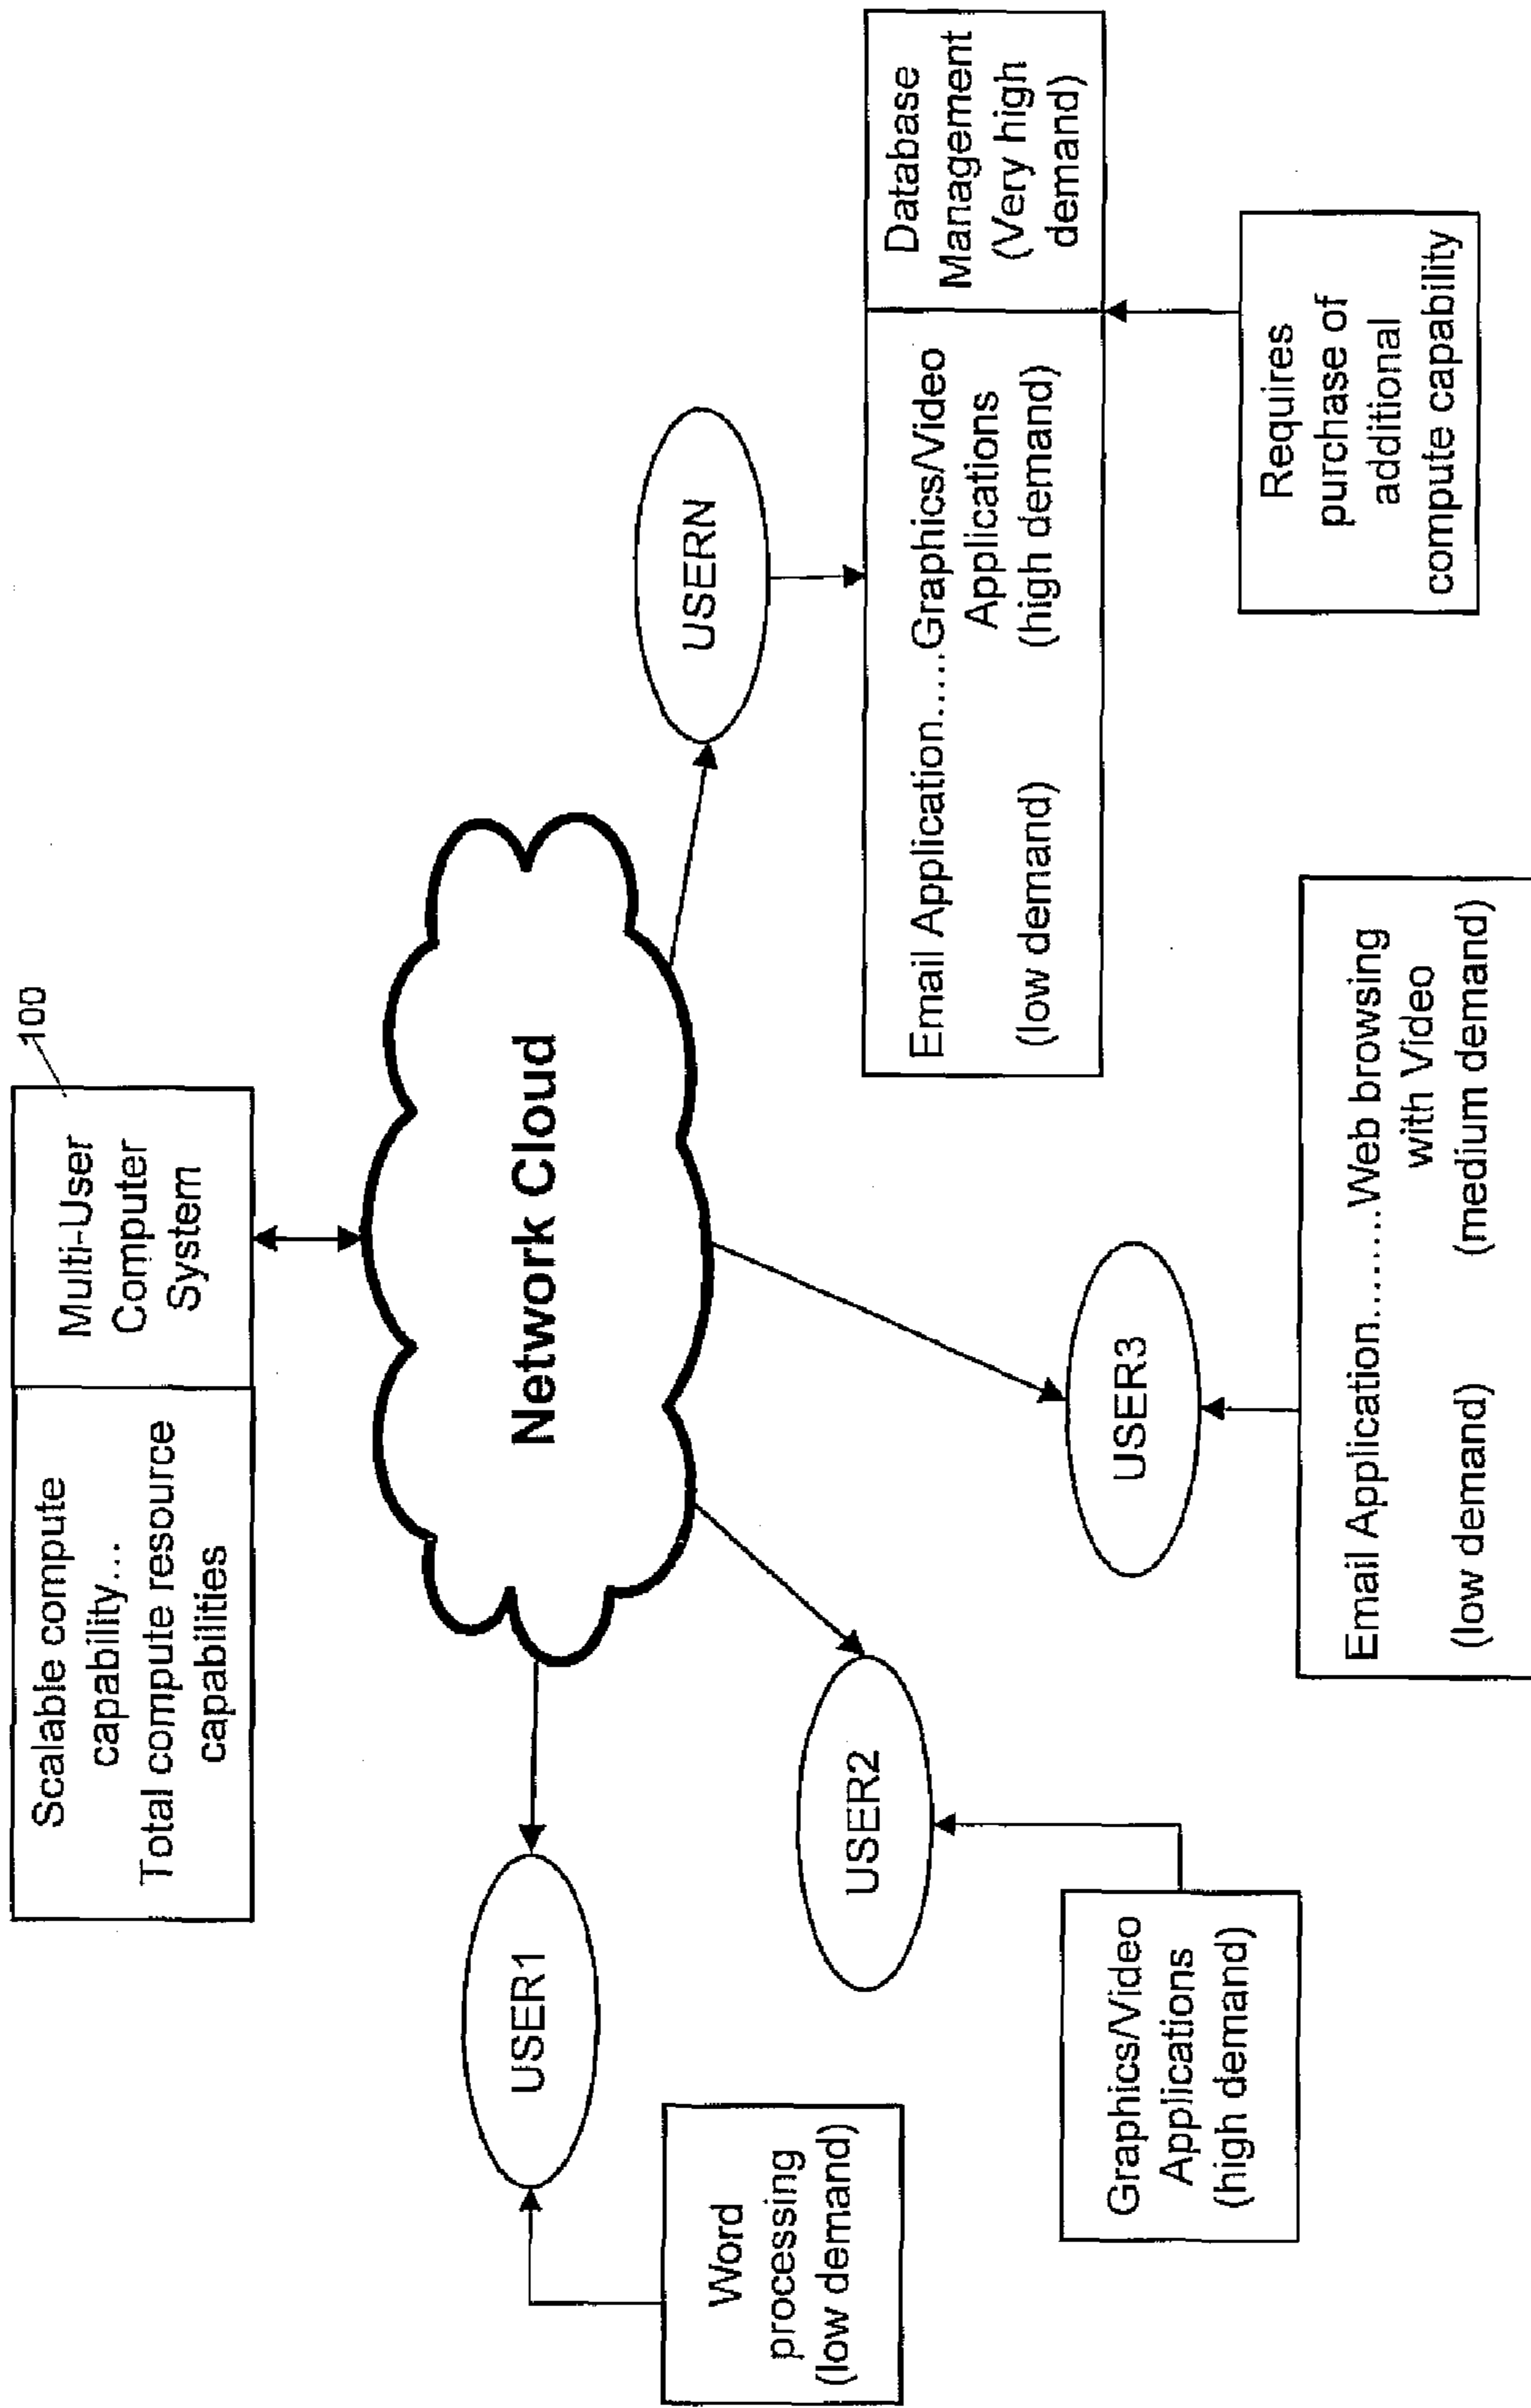 Scalable compute
capability...
Total compute resource
capabilities
Multi-User
Computer
System
100
Network Cloud
USER1
Word
processing
(low demand)
USER2
Graphics/Video
Applications
(high demand)
USER3
Email Application.........Web browsing
with Video
(low demand) (medium demand)
USERN
Email Application.....Graphics/Video
Applications
(low demand) (high demand)
Database
Management
(Very high
demand)
Requires
purchase of
additional
compute capability